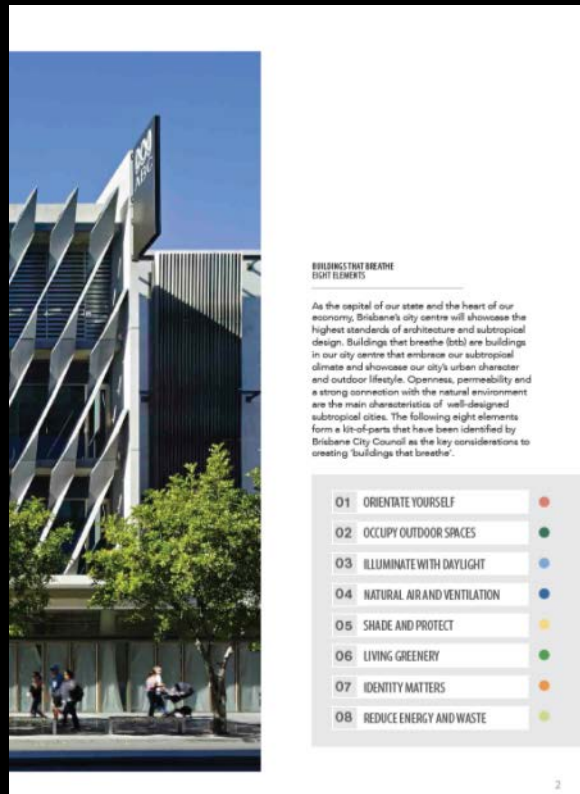 ABC
BUILDINGS THAT BREATHE
EIGHT ELEMENTS
As the capital of our state and the heart of our
economy, Brisbane's city centre will showcase the
highest standards of architecture and subtropical
design. Buildings that breathe (btb) are buildings
in our city centre that embrace our subtropical
climate and showcase our city's urban character
and outdoor lifestyle. Openness, permeability and
a strong connection with the natural environment
are the main characteristics of well-designed
subtropical cities. The following eight elements
form a kit-of-parts that have been identified by
Brisbane City Council as the key considerations to
creating 'buildings that breathe'.
01 ORIENTATE YOURSELF
02 OCCUPY OUTDOOR SPACES
03 ILLUMINATE WITH DAYLIGHT
04 NATURAL AIR AND VENTILATION
05 SHADE AND PROTECT
06 LIVING GREENERY
07 IDENTITY MATTERS
08 REDUCE ENERGY AND WASTE
2